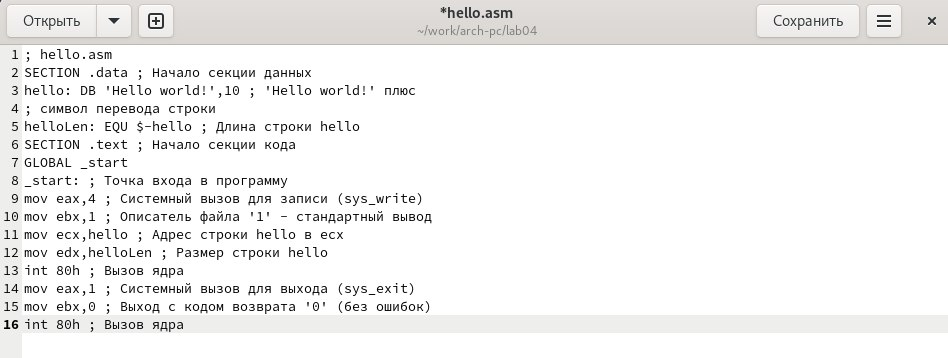 Открыть
*hello.asm
~/work/arch-pc/lab04
Сохранить
1 ; hello.asm
2 SECTION .data ; Начало секции данных
3 hello: DB 'Hello world!',10 ; 'Hello world!' плюс
4 ; символ перевода строки
5 helloLen: EQU $-hello ; Длина строки hello
6 SECTION .text ; Начало секции кода
7 GLOBAL _start
8 _start: ; Точка входа в программу
9 mov eax,4 ; Системный вызов для записи (sys_write)
10 mov ebx,1 ; Описатель файла '1' - стандартный вывод
11 mov ecx,hello ; Адрес строки hello в ecx
12 mov edx,helloLen ; Размер строки hello
13 int 80h ; Вызов ядра
14 mov eax,1 ; Системный вызов для выхода (sys_exit)
15 mov ebx,0 ; Выход с кодом возврата '0' (без ошибок)
16 int 80h ; Вызов ядра